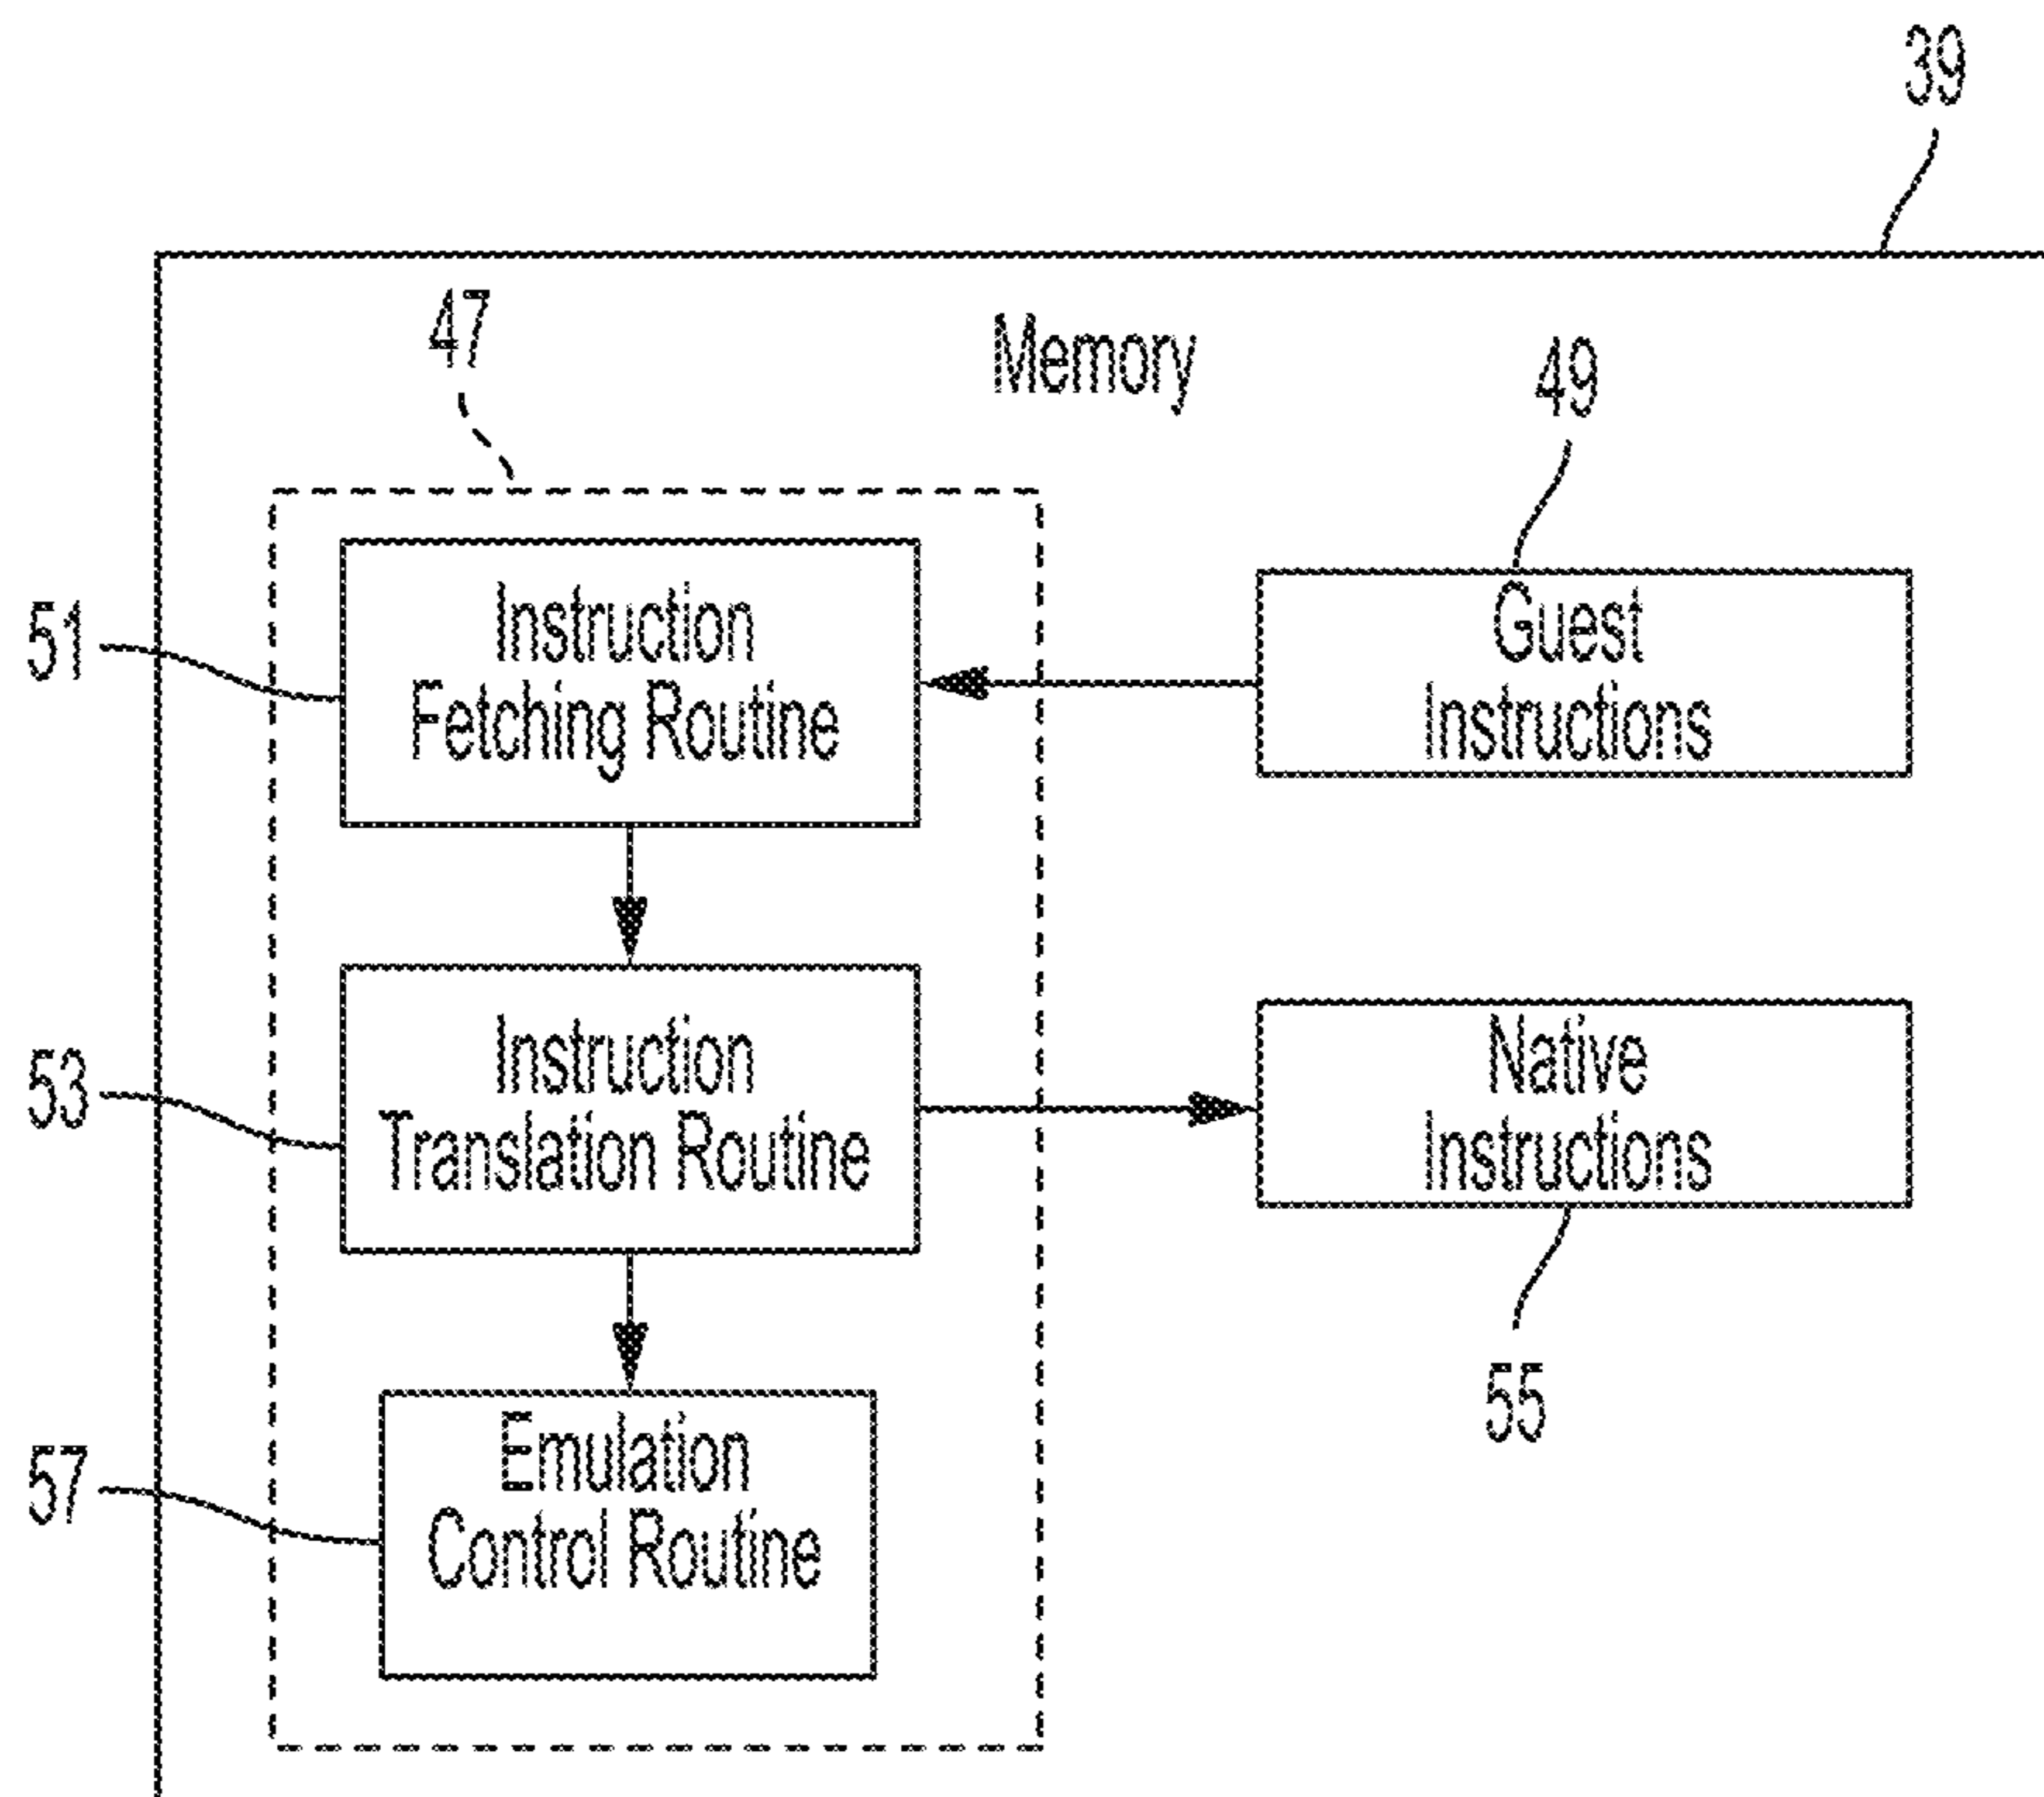 39
47
Memory
49
51
Instruction
Fetching Routine
Guest
Instructions
53
Instruction
Translation Routine
Native
Instructions
55
57
Emulation
Control Routine